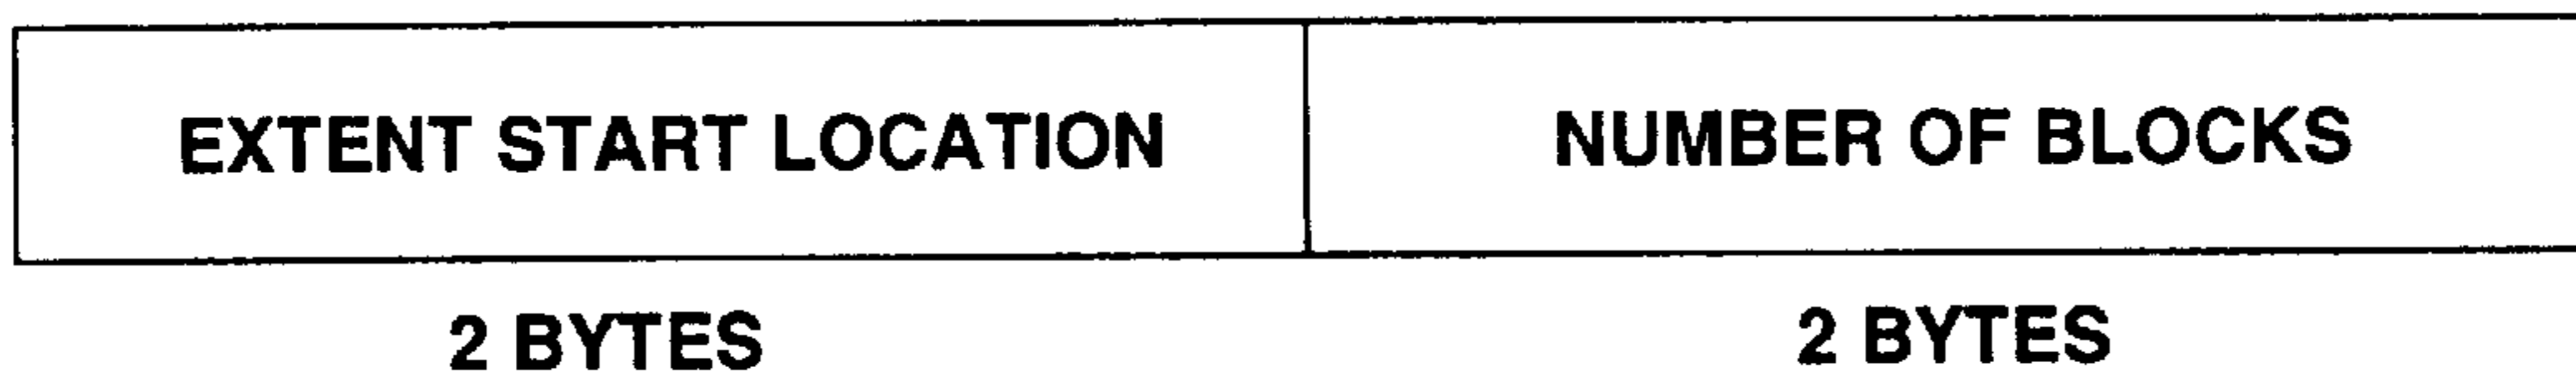 EXTENT START LOCATION NUMBER OF BLOCKS
2 BYTES 2 BYTES